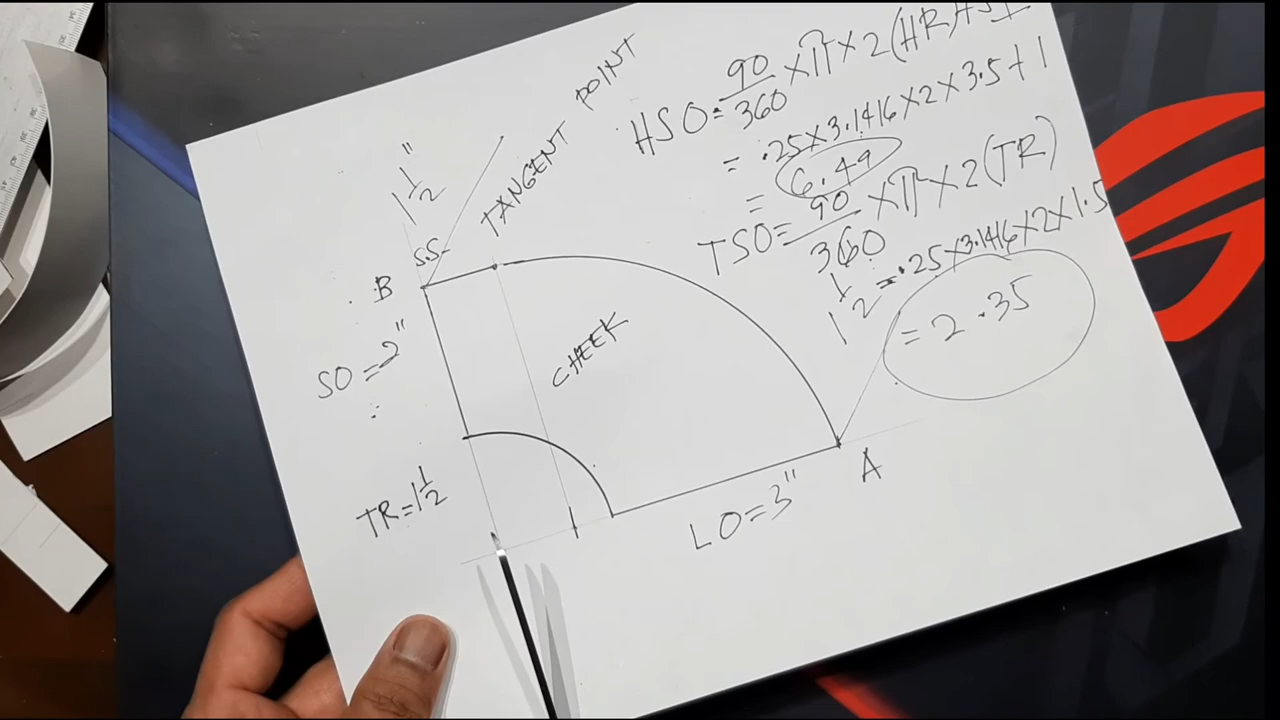 HSO = 90/360 × π × 2(HR)
= .25 × 3.1416 × 2 × 3.5 + 1
= 6.49
TSO = 90/360 × π × 2(TR)
= .25 × 3.1416 × 2 × 1.5
= 2.35
1 1/2
1 1/2"
TANGENT POINT
S.S.
B
SO = 2"
CHEEK
TR = 1 1/2
LO = 3"
A